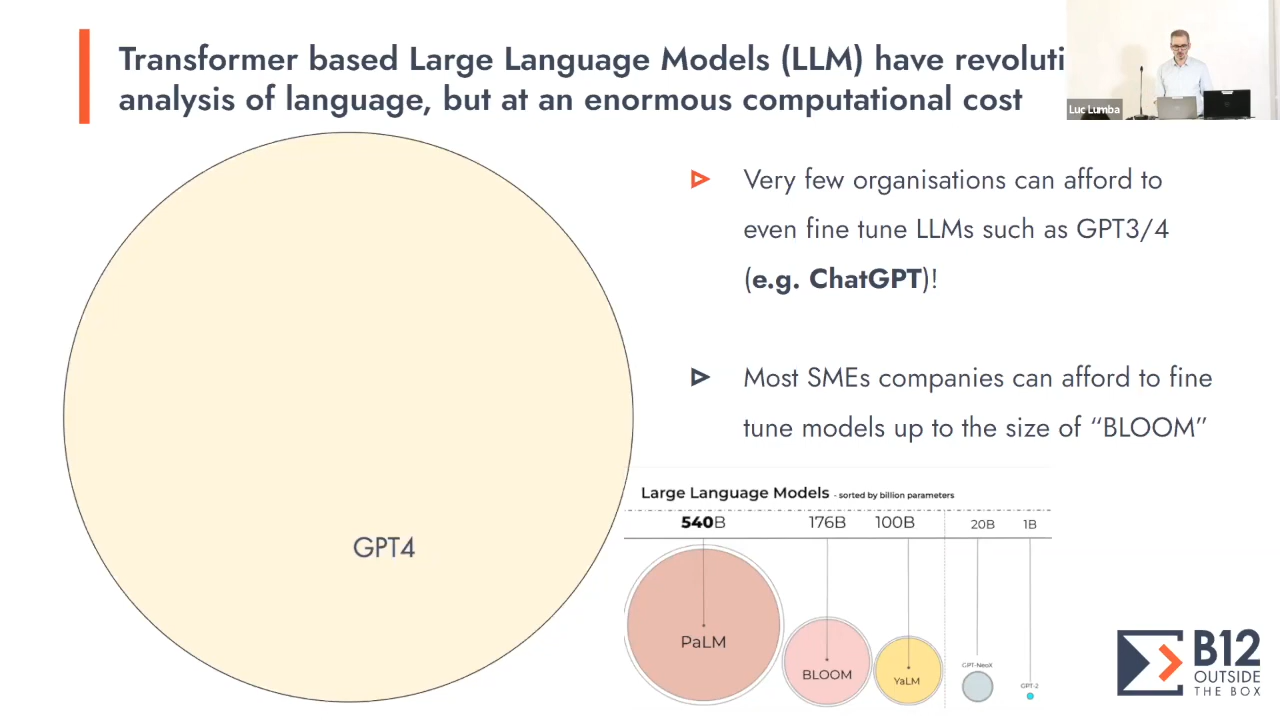 Transformer based Large Language Models (LLM) have revoluti
analysis of language, but at an enormous computational cost
Luc Lumba
Very few organisations can afford to
even fine tune LLMs such as GPT3/4
(e.g. ChatGPT)!
Most SMEs companies can afford to fine
tune models up to the size of “BLOOM”
GPT4
Large Language Models - sorted by billion parameters
540B 176B 100B 20B 1B
PaLM
BLOOM
YaLM
GPT-NeoX
GPT-2
B12
OUTSIDE
THE BOX